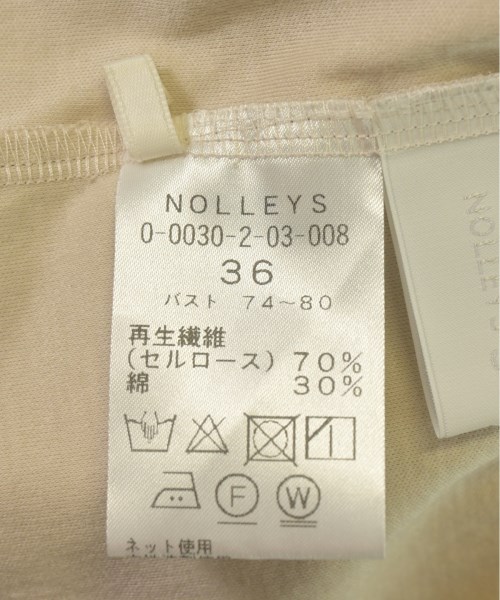 NOLLEYS
0-0030-2-03-008
36
バスト 74～80
再生繊維
(セルロース) 70%
綿 30%
F W
ネット使用
NOLLEY